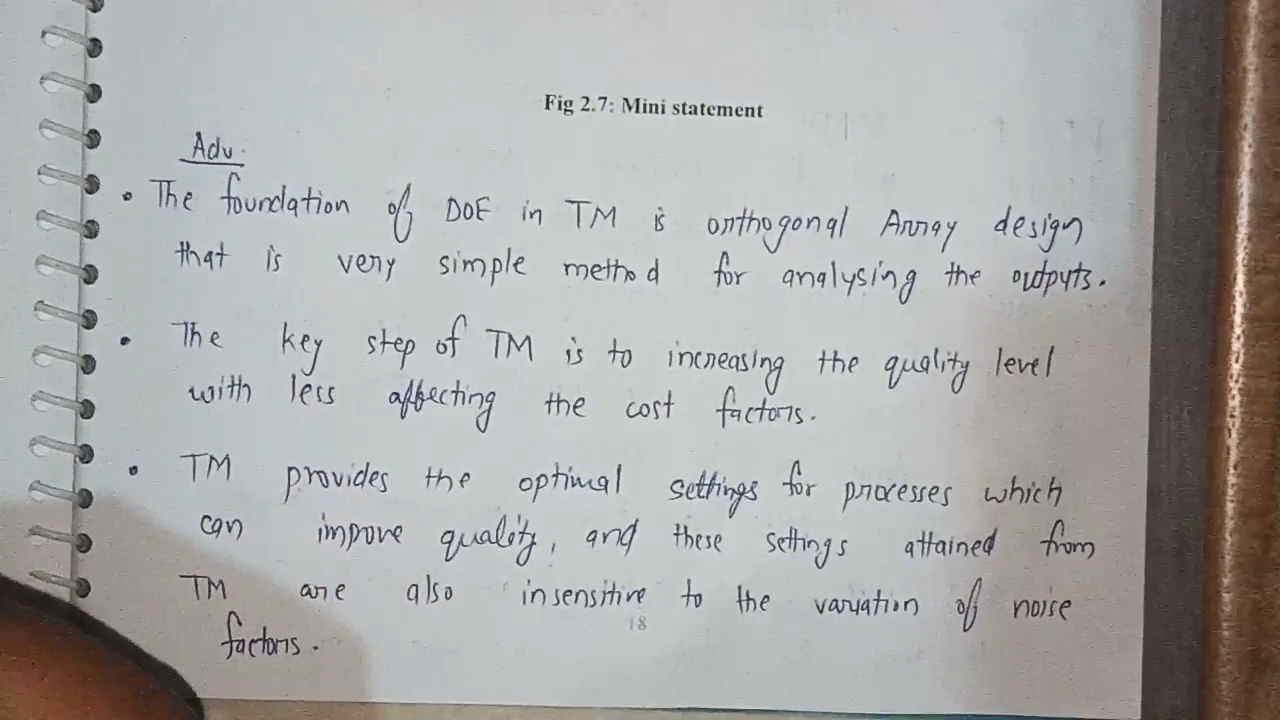 Fig 2.7: Mini statement
Adv.
• The foundation of DOE in TM is orthogonal Array design
that is very simple method for analysing the outputs.
• The key step of TM is to increasing the quality level
with less affecting the cost factors.
• TM provides the optimal settings for processes which
can improve quality, and these settings attained from
TM are also insensitive to the variation of noise
18
factors.